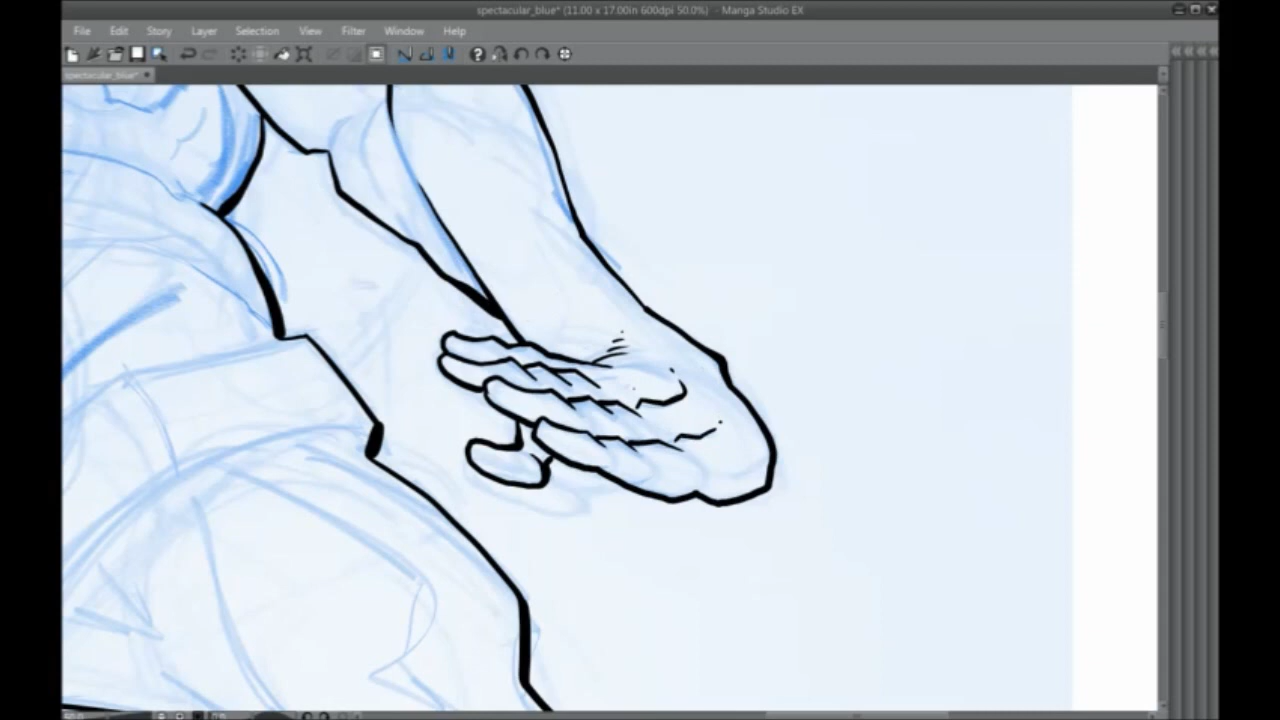 spectacular_blue* (11.00 x 17.00in 600dpi 50.0%) - Manga Studio EX
File Edit Story Layer Selection View Filter Window Help
spectacular_blue*